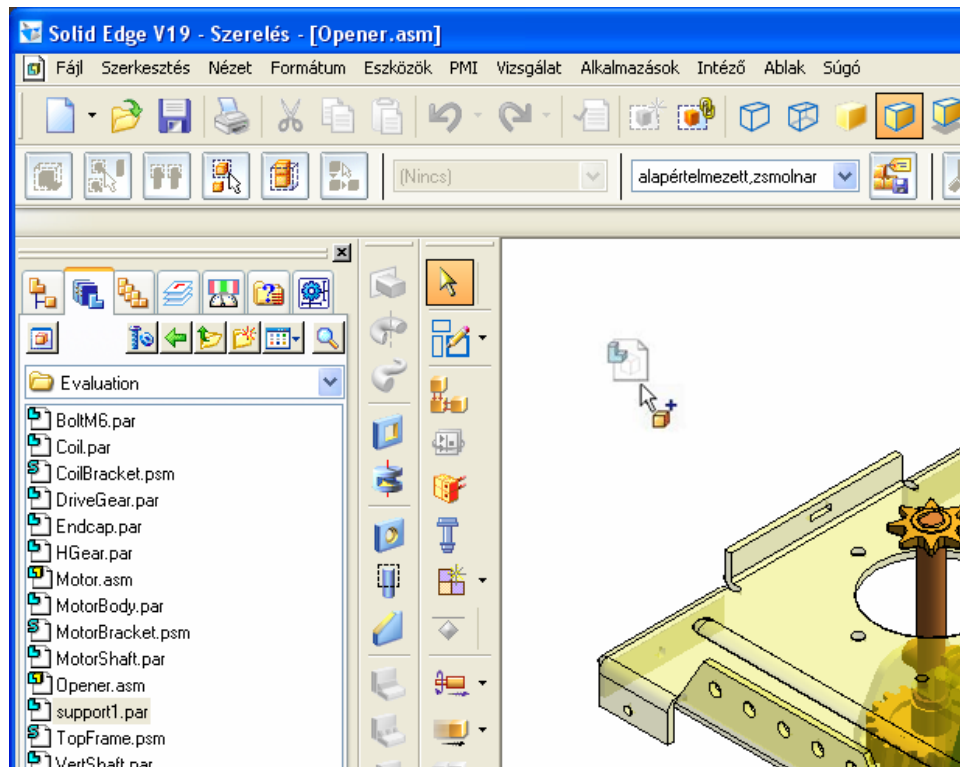 Solid Edge V19 - Szerelés - [Opener.asm]
Fájl Szerkesztés Nézet Formátum Eszközök PMI Vizsgálat Alkalmazások Intéző Ablak Súgó
(Nincs) alapértelmezett,zsmolnar
Evaluation
BoltM6.par
Coil.par
CoilBracket.psm
DriveGear.par
Endcap.par
HGear.par
Motor.asm
MotorBody.par
MotorBracket.psm
MotorShaft.par
Opener.asm
support1.par
TopFrame.psm
VertShaft.par